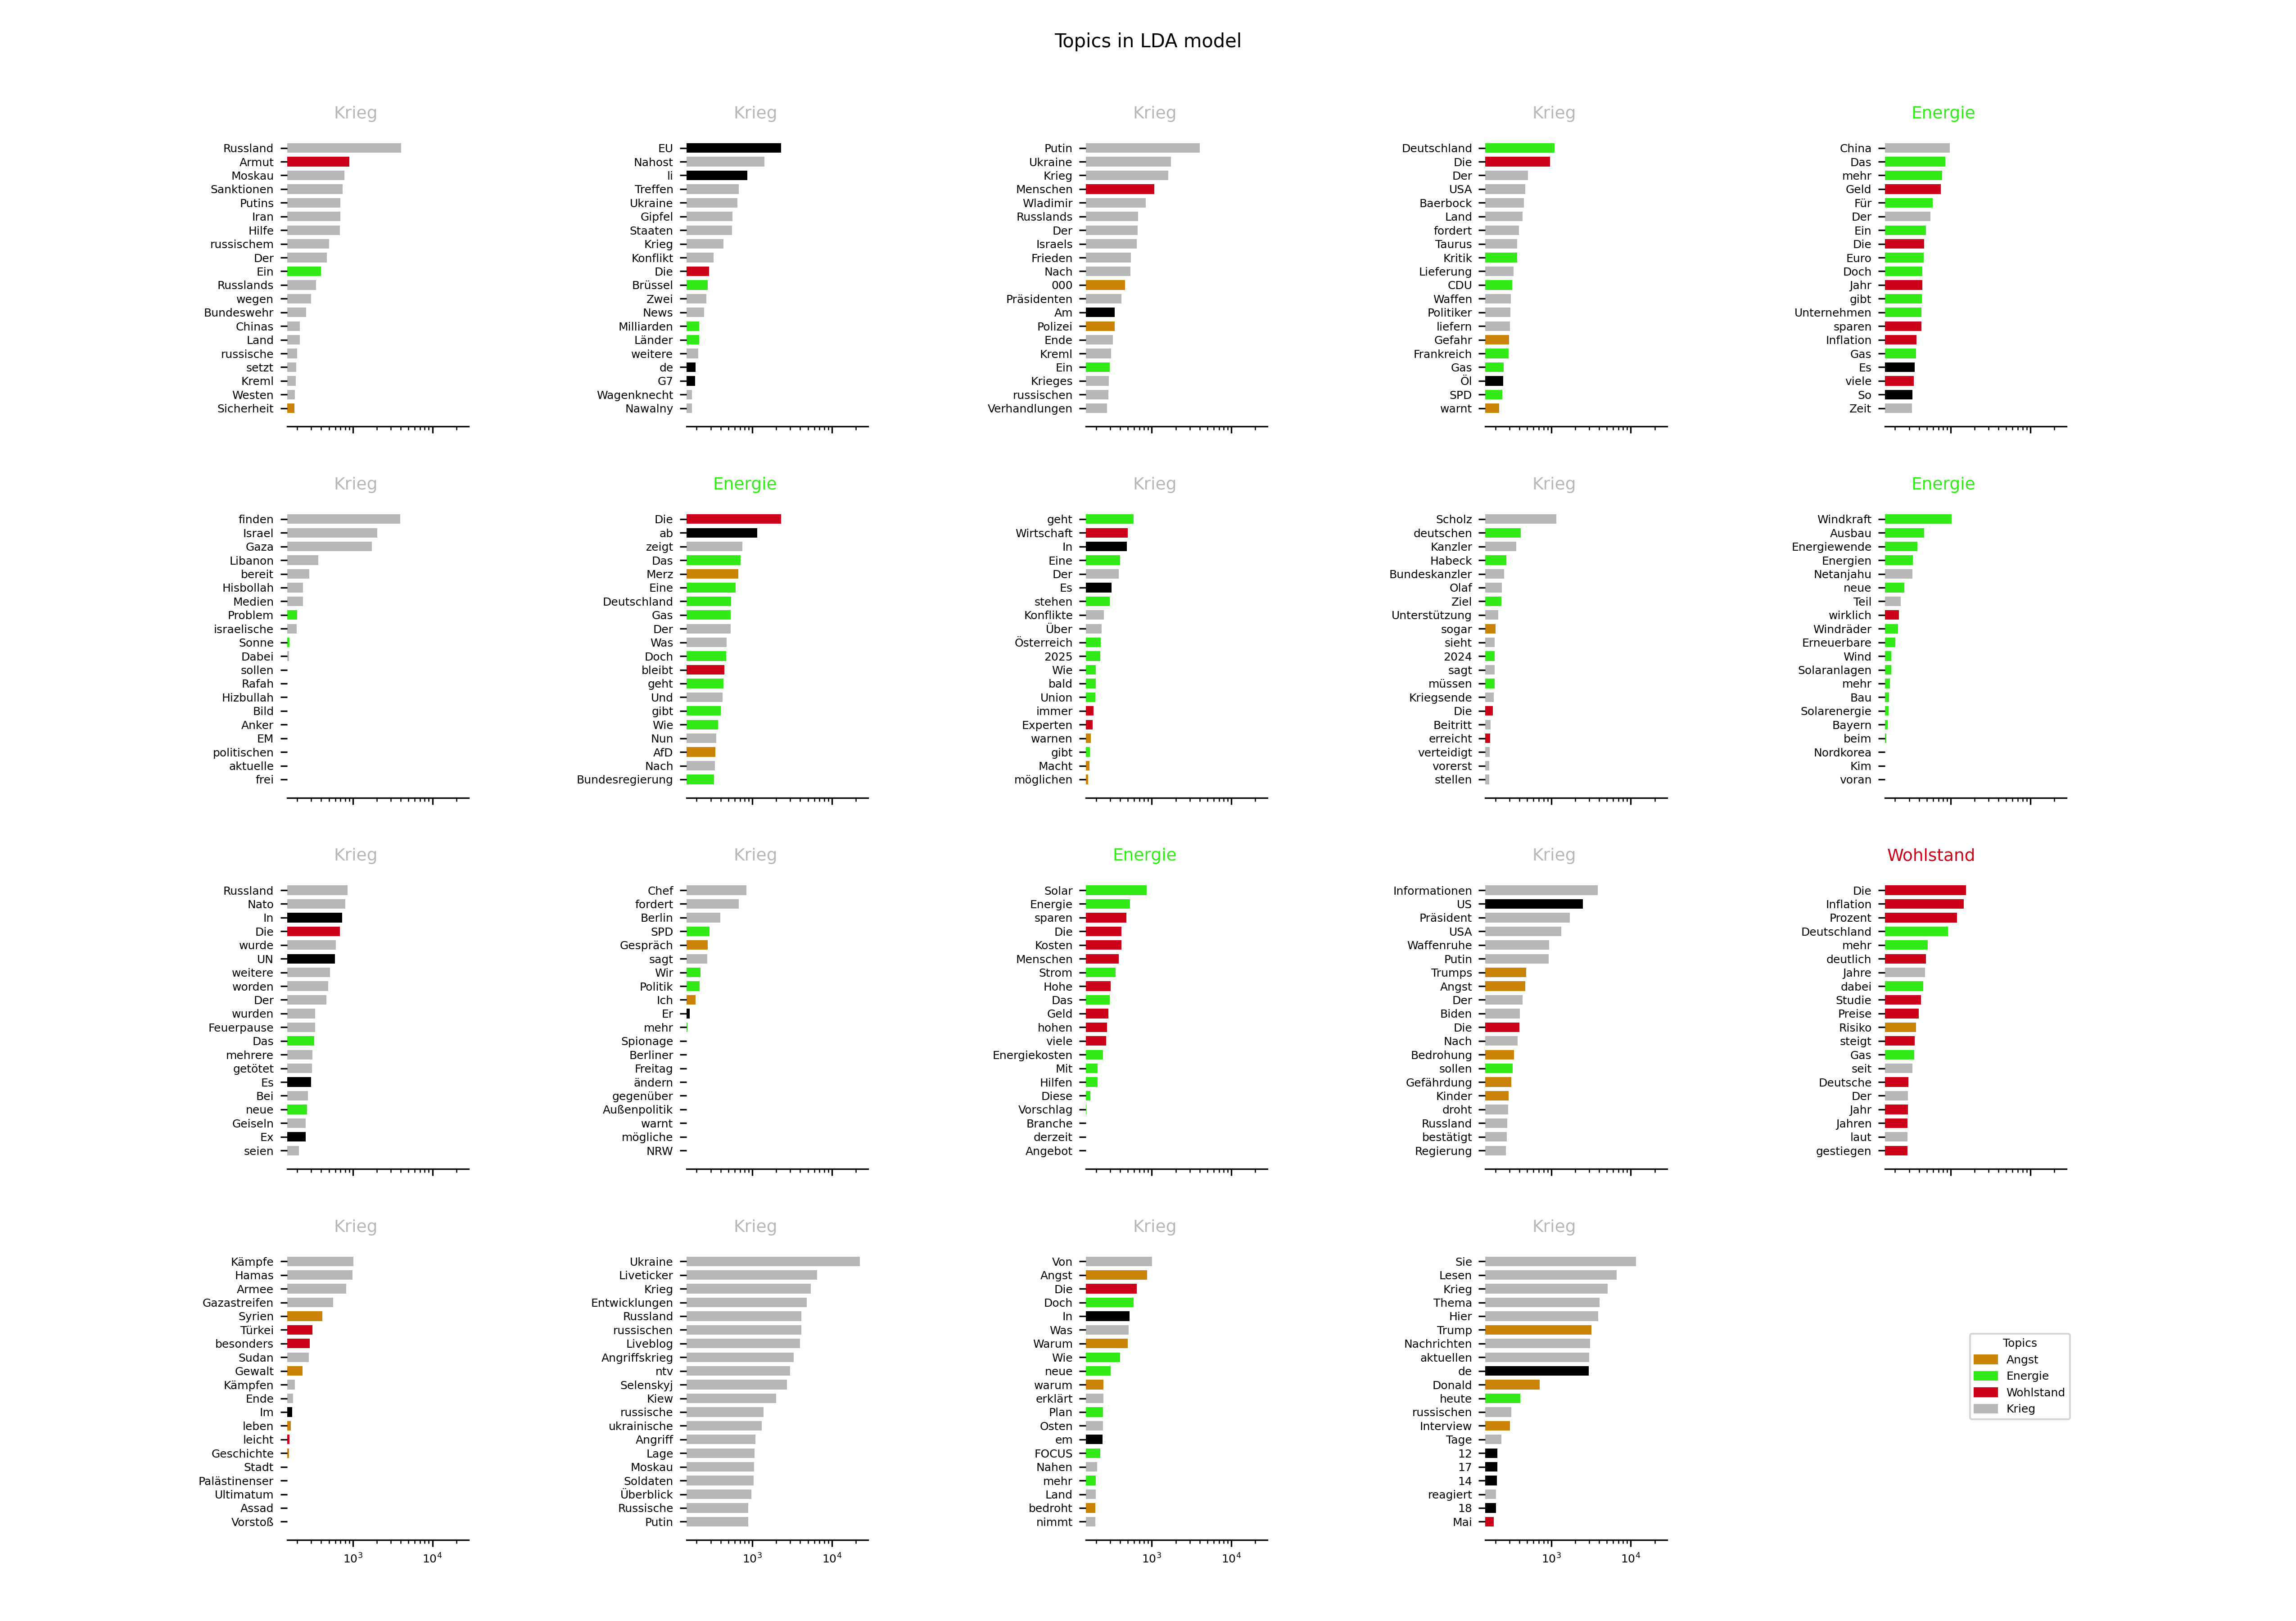 Topics in LDA model
Krieg
Russland
Armut
Moskau
Sanktionen
Putins
Iran
Hilfe
russischem
Der
Ein
Russlands
wegen
Bundeswehr
Chinas
Land
russische
setzt
Kreml
Westen
Sicherheit
Krieg
EU
Nahost
li
Treffen
Ukraine
Gipfel
Staaten
Krieg
Konflikt
Die
Brüssel
Zwei
News
Milliarden
Länder
weitere
de
G7
Wagenknecht
Nawalny
Krieg
Putin
Ukraine
Krieg
Menschen
Wladimir
Russlands
Der
Israels
Frieden
Nach
000
Präsidenten
Am
Polizei
Ende
Kreml
Ein
Krieges
russischen
Verhandlungen
Krieg
Deutschland
Die
Der
USA
Baerbock
Land
fordert
Taurus
Kritik
Lieferung
CDU
Waffen
Politiker
liefern
Gefahr
Frankreich
Gas
Öl
SPD
warnt
Energie
China
Das
mehr
Geld
Für
Der
Ein
Die
Euro
Doch
Jahr
gibt
Unternehmen
sparen
Inflation
Gas
Es
viele
So
Zeit
Krieg
finden
Israel
Gaza
Libanon
bereit
Hisbollah
Medien
Problem
israelische
Sonne
Dabei
sollen
Rafah
Hizbullah
Bild
Anker
EM
politischen
aktuelle
frei
Energie
Die
ab
zeigt
Das
Merz
Eine
Deutschland
Gas
Der
Was
Doch
bleibt
geht
Und
gibt
Wie
Nun
AfD
Nach
Bundesregierung
Krieg
geht
Wirtschaft
In
Eine
Der
Es
stehen
Konflikte
Über
Österreich
2025
Wie
bald
Union
immer
Experten
warnen
gibt
Macht
möglichen
Krieg
Scholz
deutschen
Kanzler
Habeck
Bundeskanzler
Olaf
Ziel
Unterstützung
sogar
sieht
2024
sagt
müssen
Kriegsende
Die
Beitritt
erreicht
verteidigt
vorerst
stellen
Energie
Windkraft
Ausbau
Energiewende
Energien
Netanjahu
neue
Teil
wirklich
Windräder
Erneuerbare
Wind
Solaranlagen
mehr
Bau
Solarenergie
Bayern
beim
Nordkorea
Kim
voran
Krieg
Russland
Nato
In
Die
wurde
UN
weitere
worden
Der
wurden
Feuerpause
Das
mehrere
getötet
Es
Bei
neue
Geiseln
Ex
seien
Krieg
Chef
fordert
Berlin
SPD
Gespräch
sagt
Wir
Politik
Ich
Er
mehr
Spionage
Berliner
Freitag
ändern
gegenüber
Außenpolitik
warnt
mögliche
NRW
Energie
Solar
Energie
sparen
Die
Kosten
Menschen
Strom
Hohe
Das
Geld
hohen
viele
Energiekosten
Mit
Hilfen
Diese
Vorschlag
Branche
derzeit
Angebot
Krieg
Informationen
US
Präsident
USA
Waffenruhe
Putin
Trumps
Angst
Der
Biden
Die
Nach
Bedrohung
sollen
Gefährdung
Kinder
droht
Russland
bestätigt
Regierung
Wohlstand
Die
Inflation
Prozent
Deutschland
mehr
deutlich
Jahre
dabei
Studie
Preise
Risiko
steigt
Gas
seit
Deutsche
Der
Jahr
Jahren
laut
gestiegen
Krieg
Kämpfe
Hamas
Armee
Gazastreifen
Syrien
Türkei
besonders
Sudan
Gewalt
Kämpfen
Ende
Im
leben
leicht
Geschichte
Stadt
Palästinenser
Ultimatum
Assad
Vorstoß
10³ 10⁴
Krieg
Ukraine
Liveticker
Krieg
Entwicklungen
Russland
russischen
Liveblog
Angriffskrieg
ntv
Selenskyj
Kiew
russische
ukrainische
Angriff
Lage
Moskau
Soldaten
Überblick
Russische
Putin
10³ 10⁴
Krieg
Von
Angst
Die
Doch
In
Was
Warum
Wie
neue
warum
erklärt
Plan
Osten
em
FOCUS
Nahen
mehr
Land
bedroht
nimmt
10³ 10⁴
Krieg
Sie
Lesen
Krieg
Thema
Hier
Trump
Nachrichten
aktuellen
de
Donald
heute
russischen
Interview
Tage
12
17
14
reagiert
18
Mai
10³ 10⁴
Topics
Angst
Energie
Wohlstand
Krieg